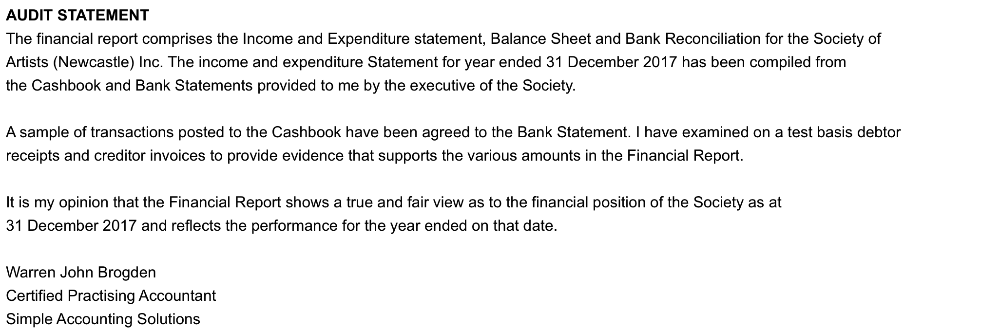 AUDIT STATEMENT
The financial report comprises the Income and Expenditure statement, Balance Sheet and Bank Reconciliation for the Society of
Artists (Newcastle) Inc. The income and expenditure Statement for year ended 31 December 2017 has been compiled from
the Cashbook and Bank Statements provided to me by the executive of the Society.
A sample of transactions posted to the Cashbook have been agreed to the Bank Statement. I have examined on a test basis debtor
receipts and creditor invoices to provide evidence that supports the various amounts in the Financial Report.
It is my opinion that the Financial Report shows a true and fair view as to the financial position of the Society as at
31 December 2017 and reflects the performance for the year ended on that date.
Warren John Brogden
Certified Practising Accountant
Simple Accounting Solutions